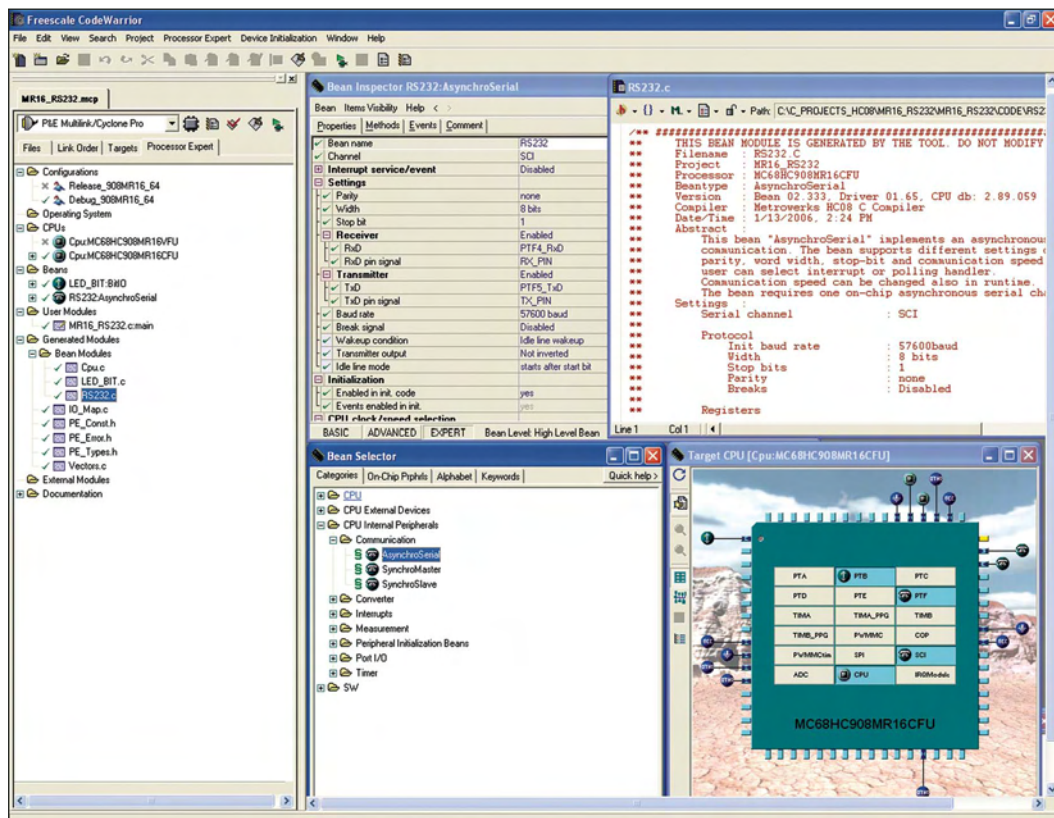 Freescale CodeWarrior
File Edit View Search Project Processor Expert Device Initialization Window Help
MR16_RS232.mcp
P&E Multilink/Cyclone Pro
Files Link Order Targets Processor Expert
Configurations
Release_908MR16_64
Debug_908MR16_64
Operating System
CPUs
Cpu:MC68HC908MR16VFU
Cpu:MC68HC908MR16CFU
Beans
LED_BIT:BitIO
RS232:AsynchroSerial
User Modules
MR16_RS232.c:main
Generated Modules
Bean Modules
Cpu.c
LED_BIT.c
RS232.c
IO_Map.c
PE_Const.h
PE_Error.h
PE_Types.h
Vectors.c
External Modules
Documentation
Bean Inspector RS232:AsynchroSerial
Bean Items Visibility Help < >
Properties Methods Events Comment
Bean name RS232
Channel SCI
Interrupt service/event Disabled
Settings
Parity none
Width 8 bits
Stop bit 1
Receiver Enabled
RxD PTF4_RxD
RxD pin signal RX_PIN
Transmitter Enabled
TxD PTF5_TxD
TxD pin signal TX_PIN
Baud rate 57600 baud
Break signal Disabled
Wakeup condition Idle line wakeup
Transmitter output Not inverted
Idle line mode starts after start bit
Initialization
Enabled in init. code yes
Events enabled in init. yes
CPU clock/speed selection
BASIC ADVANCED EXPERT Bean Level: High Level Bean
RS232.c
Path: C:\C_PROJECTS_HC08\MR16_RS232\MR16_RS232\CODE\RS2
/** ################################################
** THIS BEAN MODULE IS GENERATED BY THE TOOL. DO NOT MODIFY
** Filename : RS232.C
** Project : MR16_RS232
** Processor : MC68HC908MR16CFU
** Beantype : AsynchroSerial
** Version : Bean 02.333, Driver 01.65, CPU db: 2.89.059
** Compiler : Metrowerks HC08 C Compiler
** Date/Time : 1/13/2006, 2:24 PM
** Abstract :
** This bean "AsynchroSerial" implements an asynchronous
** communication. The bean supports different settings
** parity, word width, stop-bit and communication speed
** user can select interrupt or polling handler.
** Communication speed can be changed also in runtime.
** The bean requires one on-chip asynchronous serial
** Settings :
** Serial channel : SCI
**
** Protocol
** Init baud rate : 57600baud
** Width : 8 bits
** Stop bits : 1
** Parity : none
** Breaks : Disabled
**
** Registers
Line 1 Col 1
Bean Selector
Categories On-Chip Prphrls Alphabet Keywords Quick help >
CPU
CPU External Devices
CPU Internal Peripherals
Communication
AsynchroSerial
SynchroMaster
SynchroSlave
Converter
Interrupts
Measurement
Peripheral Initialization Beans
Port I/O
Timer
SW
Target CPU [Cpu:MC68HC908MR16CFU]
PTA PTB PTC
PTD PTE PTF
TIMA TIMA_PPG TIMB
TIMB_PPG PWMMC COP
PWMMCtim SPI SCI
ADC CPU IRQModule
MC68HC908MR16CFU